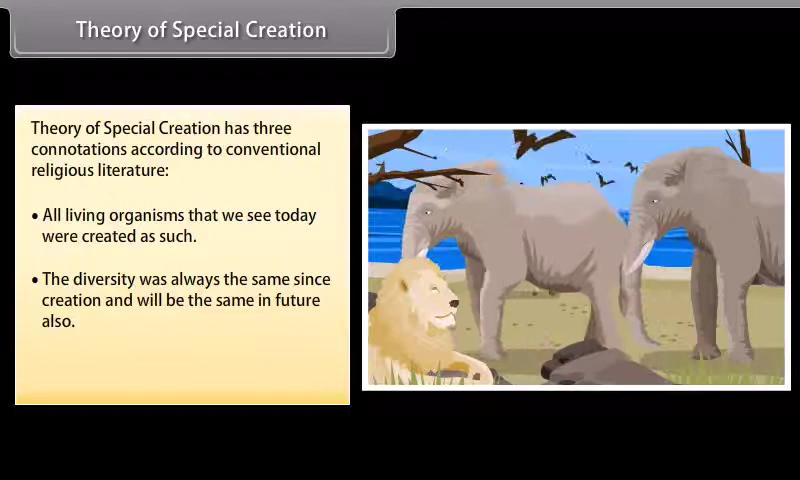 Theory of Special Creation
Theory of Special Creation has three
connotations according to conventional
religious literature:
• All living organisms that we see today
were created as such.
• The diversity was always the same since
creation and will be the same in future
also.